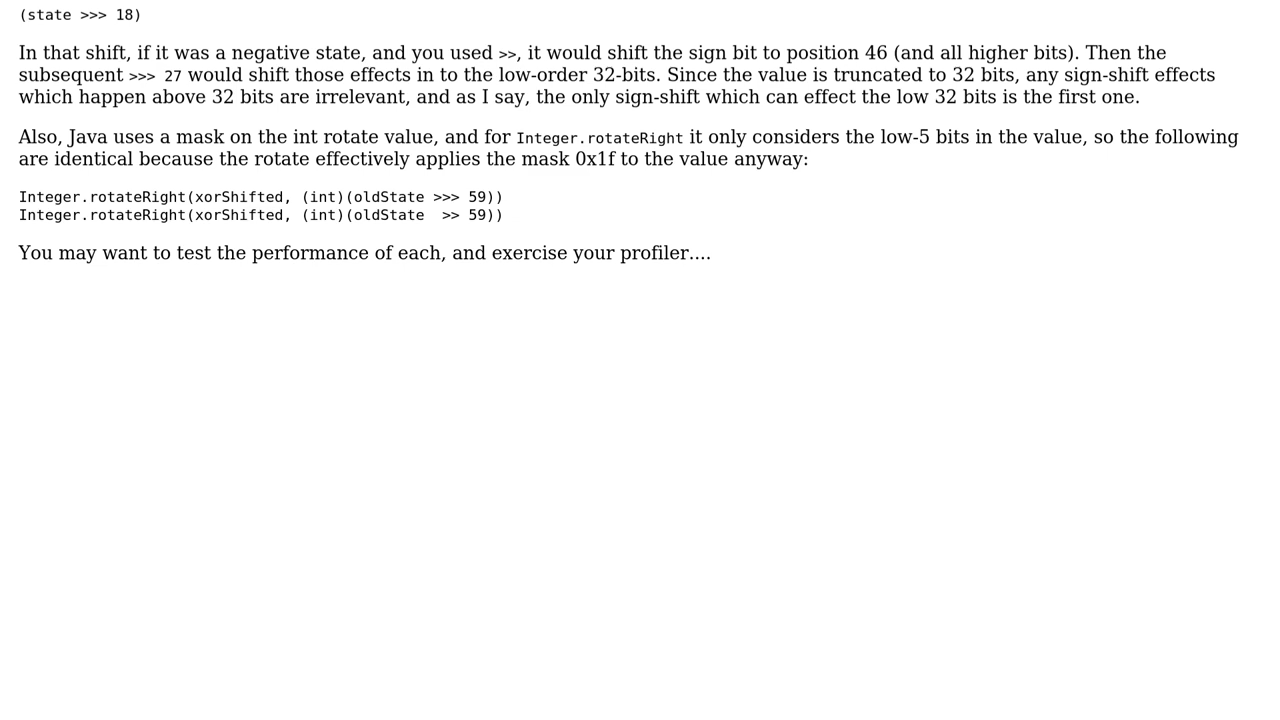 (state >>> 18)
In that shift, if it was a negative state, and you used >>, it would shift the sign bit to position 46 (and all higher bits). Then the
subsequent >>> 27 would shift those effects in to the low-order 32-bits. Since the value is truncated to 32 bits, any sign-shift effects
which happen above 32 bits are irrelevant, and as I say, the only sign-shift which can effect the low 32 bits is the first one.
Also, Java uses a mask on the int rotate value, and for Integer.rotateRight it only considers the low-5 bits in the value, so the following
are identical because the rotate effectively applies the mask 0x1f to the value anyway:
Integer.rotateRight(xorShifted, (int)(oldState >>> 59))
Integer.rotateRight(xorShifted, (int)(oldState  >> 59))
You may want to test the performance of each, and exercise your profiler....